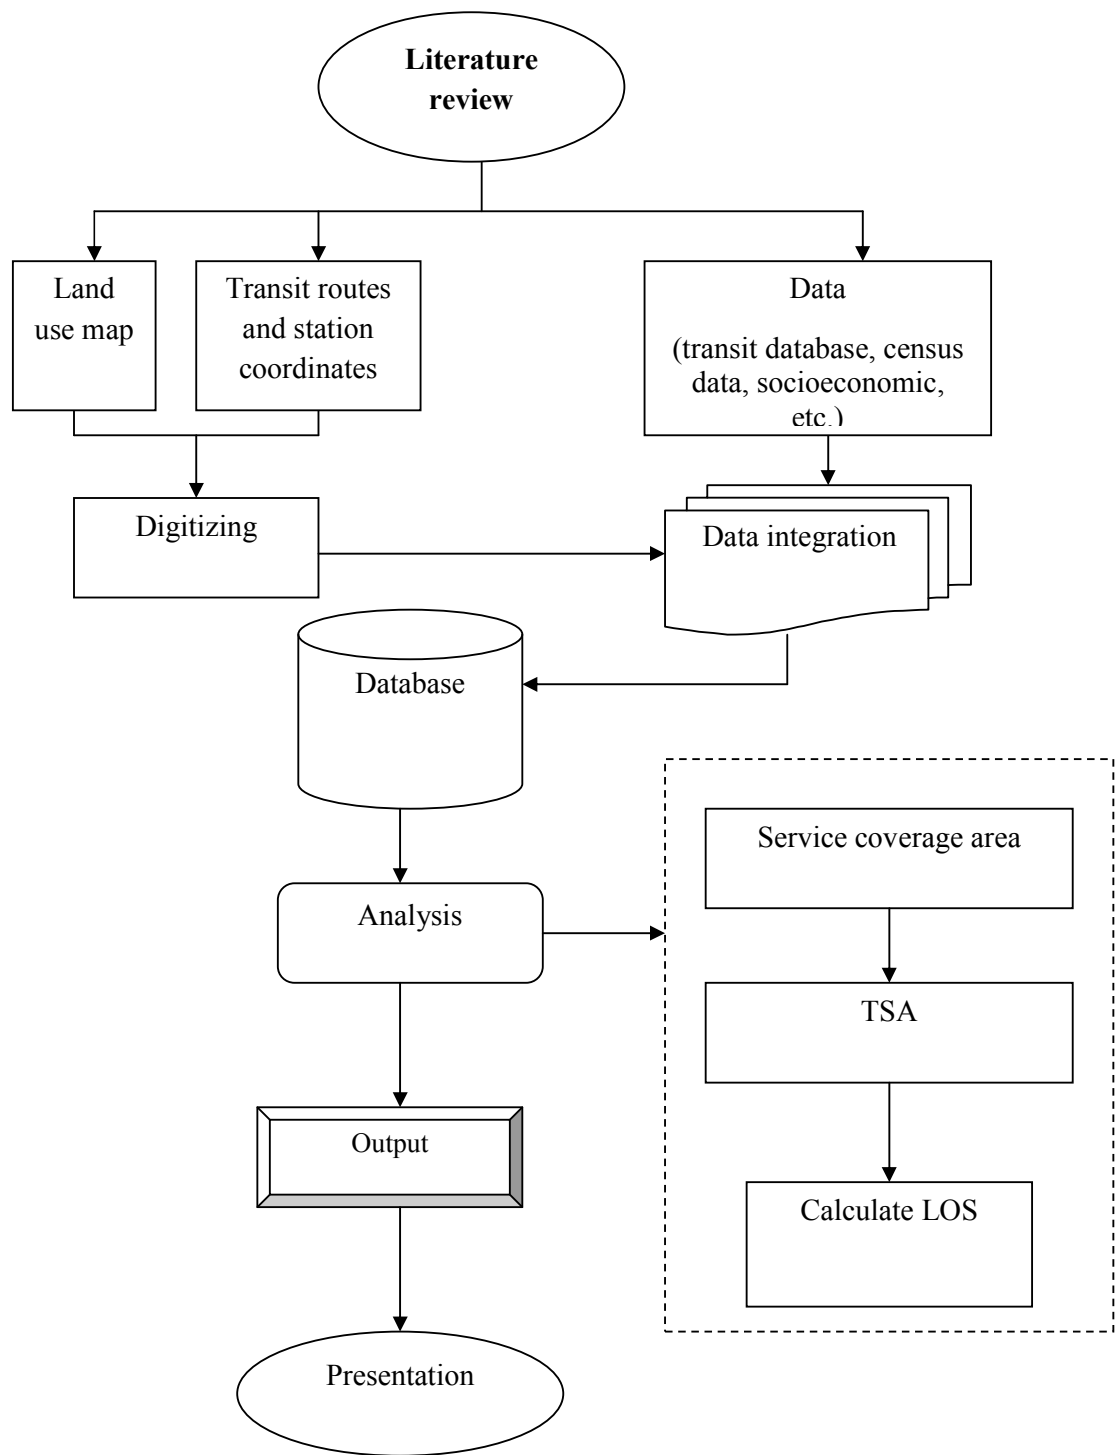 Literature
review
Land
use map
Transit routes
and station
coordinates
Data
(transit database, census
data, socioeconomic,
etc.)
Digitizing
Data integration
Database
Service coverage area
Analysis
TSA
Output
Calculate LOS
Presentation